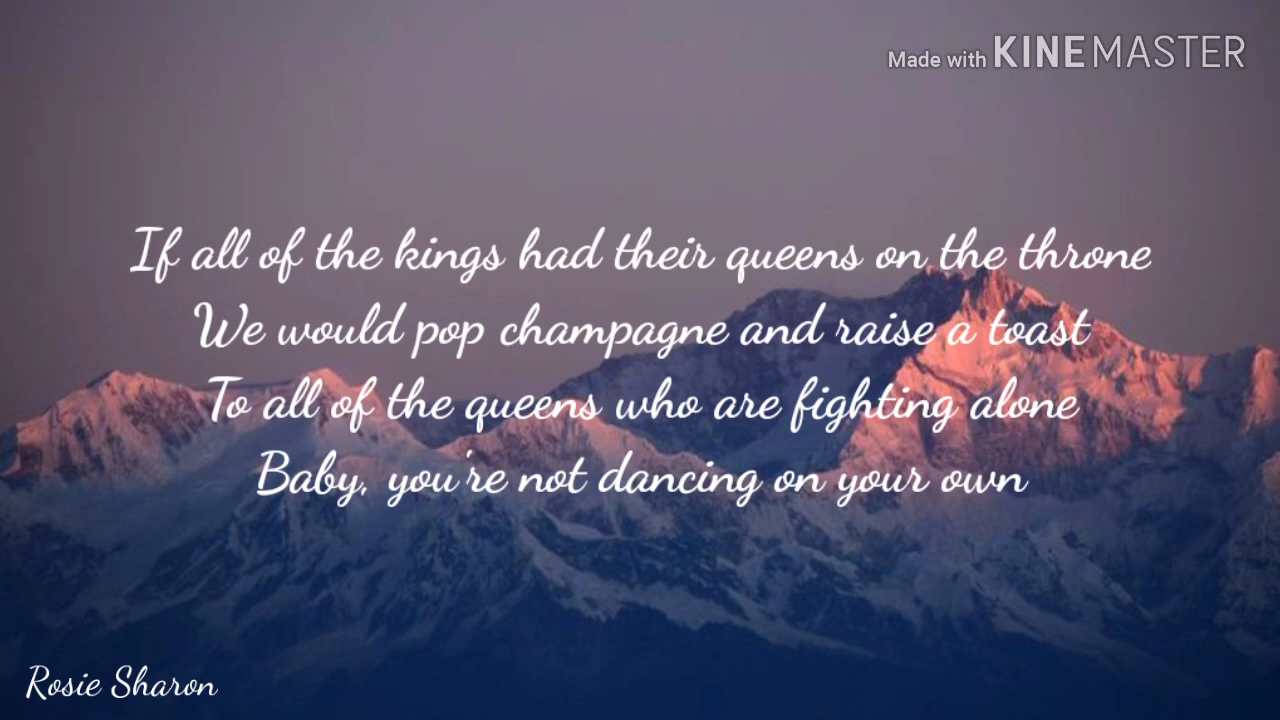 Made with KINEMASTER
If all of the kings had their queens on the throne
We would pop champagne and raise a toast
To all of the queens who are fighting alone
Baby, you're not dancing on your own
Rosie Sharon